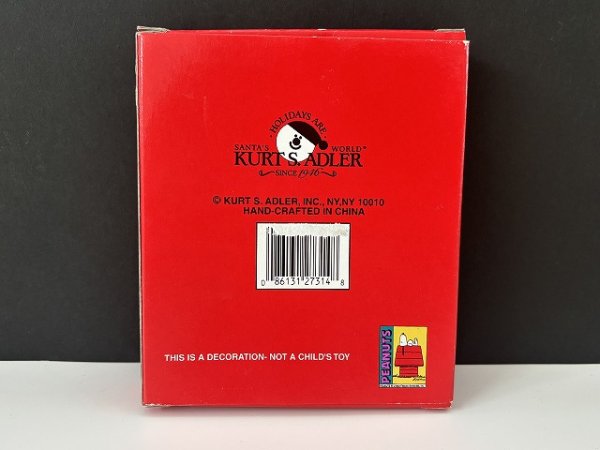 HOLIDAYS ARE
SANTA'S WORLD®
KURT S. ADLER
SINCE 1946
© KURT S. ADLER, INC., NY,NY 10010
HAND-CRAFTED IN CHINA
0 86131 27314 8
THIS IS A DECORATION- NOT A CHILD'S TOY
PEANUTS